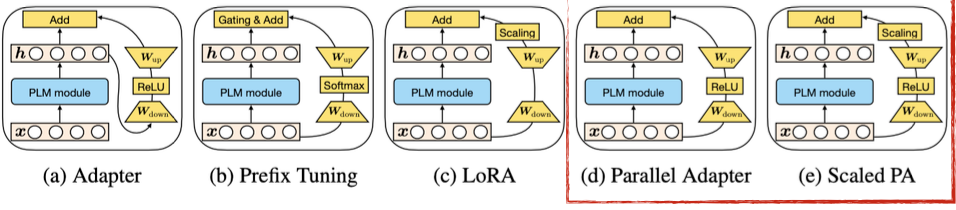 Add
h
PLM module
x
W_up
ReLU
W_down
(a) Adapter
Gating & Add
h
PLM module
x
W_up
Softmax
W_down
(b) Prefix Tuning
Add
Scaling
h
PLM module
x
W_up
W_down
(c) LoRA
Add
h
PLM module
x
W_up
ReLU
W_down
(d) Parallel Adapter
Add
Scaling
h
PLM module
x
W_up
ReLU
W_down
(e) Scaled PA